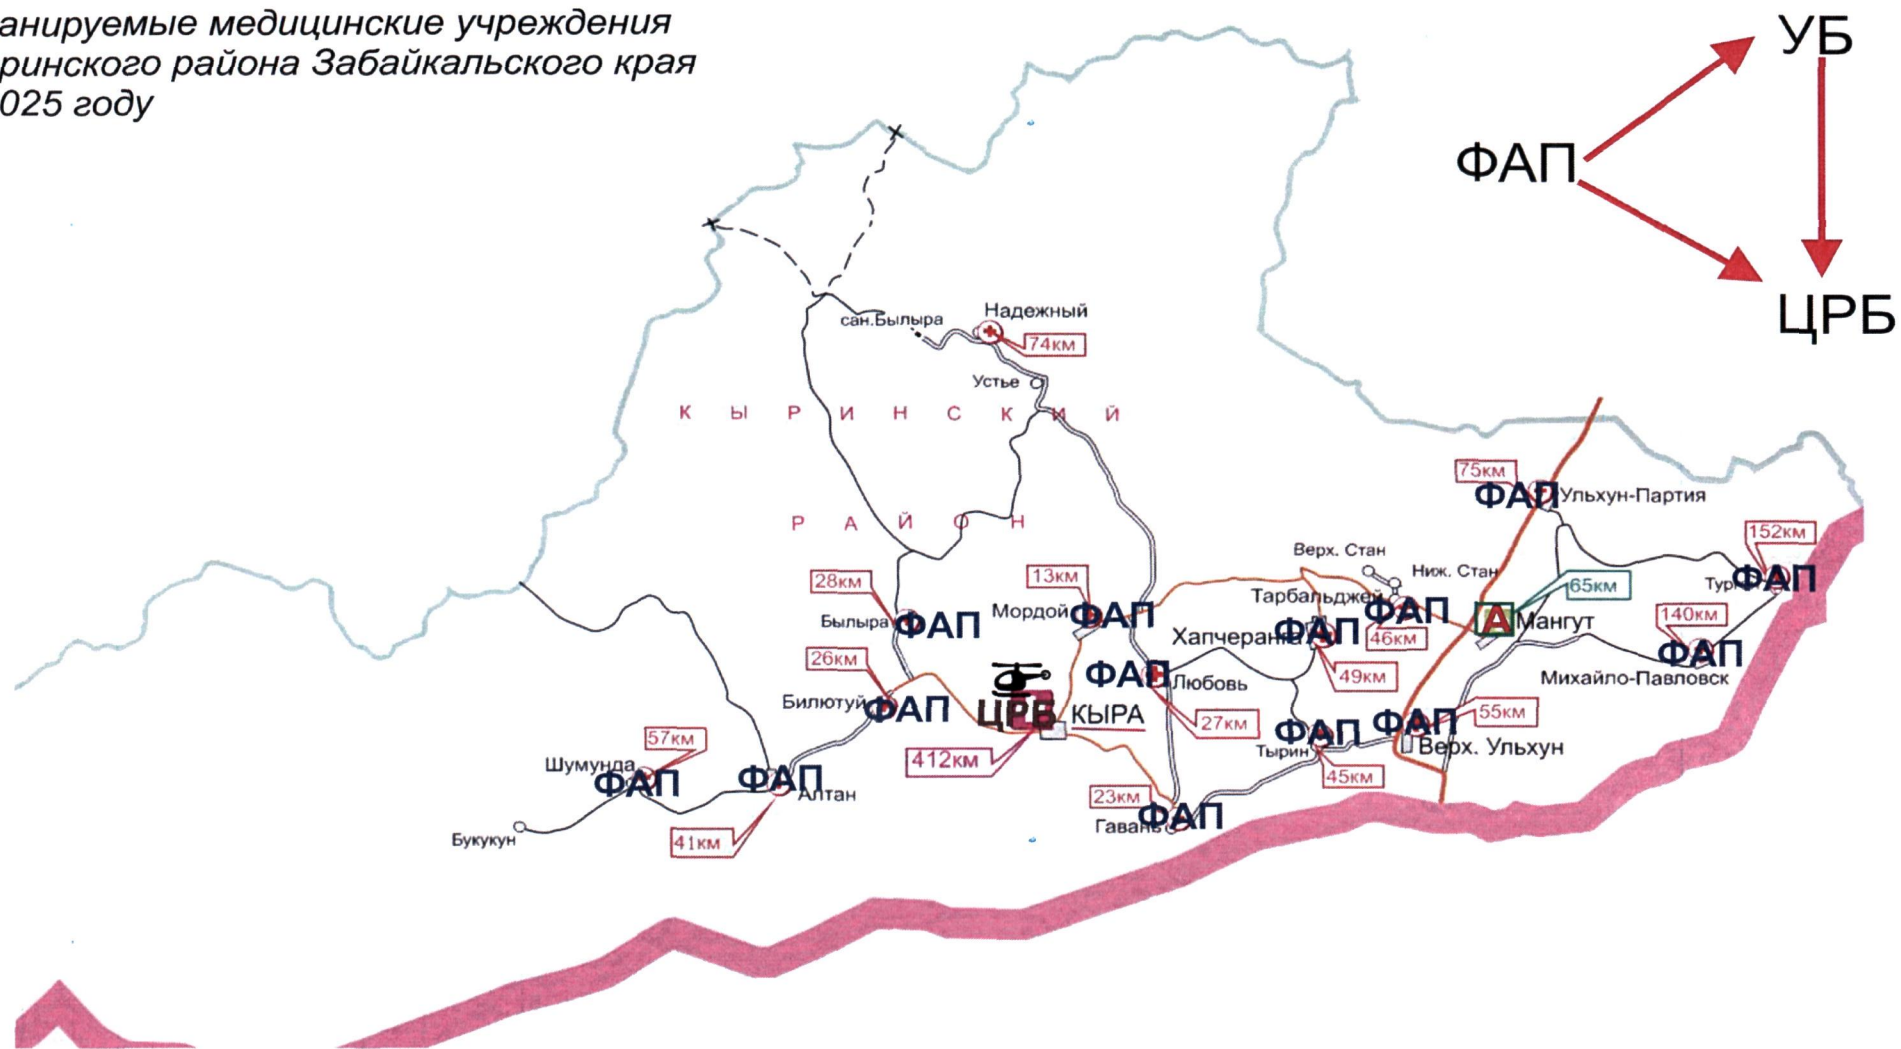 анируемые медицинские учреждения
ринского района Забайкальского края
025 году
УБ
ФАП
ЦРБ
Надежный
сан.Былыра
74км
Устье
К Ы Р И Н С К И Й
Р А Й О Н
75км
ФАП
Ульхун-Партия
152км
ФАП
Верх. Стан
Ниж. Стан
65км
28км
Былыра
ФАП
13км
Мордой
ФАП
Тарбальджей
ФАП
46км
А
Мангут
140км
ФАП
Михайло-Павловск
Хапчеранга
ФАП
49км
26км
Билютуй
ФАП
ЦРБ
КЫРА
412км
ФАП
Любовь
27км
ФАП
Тырин
45км
ФАП
55км
Верх. Ульхун
57км
Шумунда
ФАП
ФАП
Алтан
41км
Букукун
23км
ФАП
Гавань